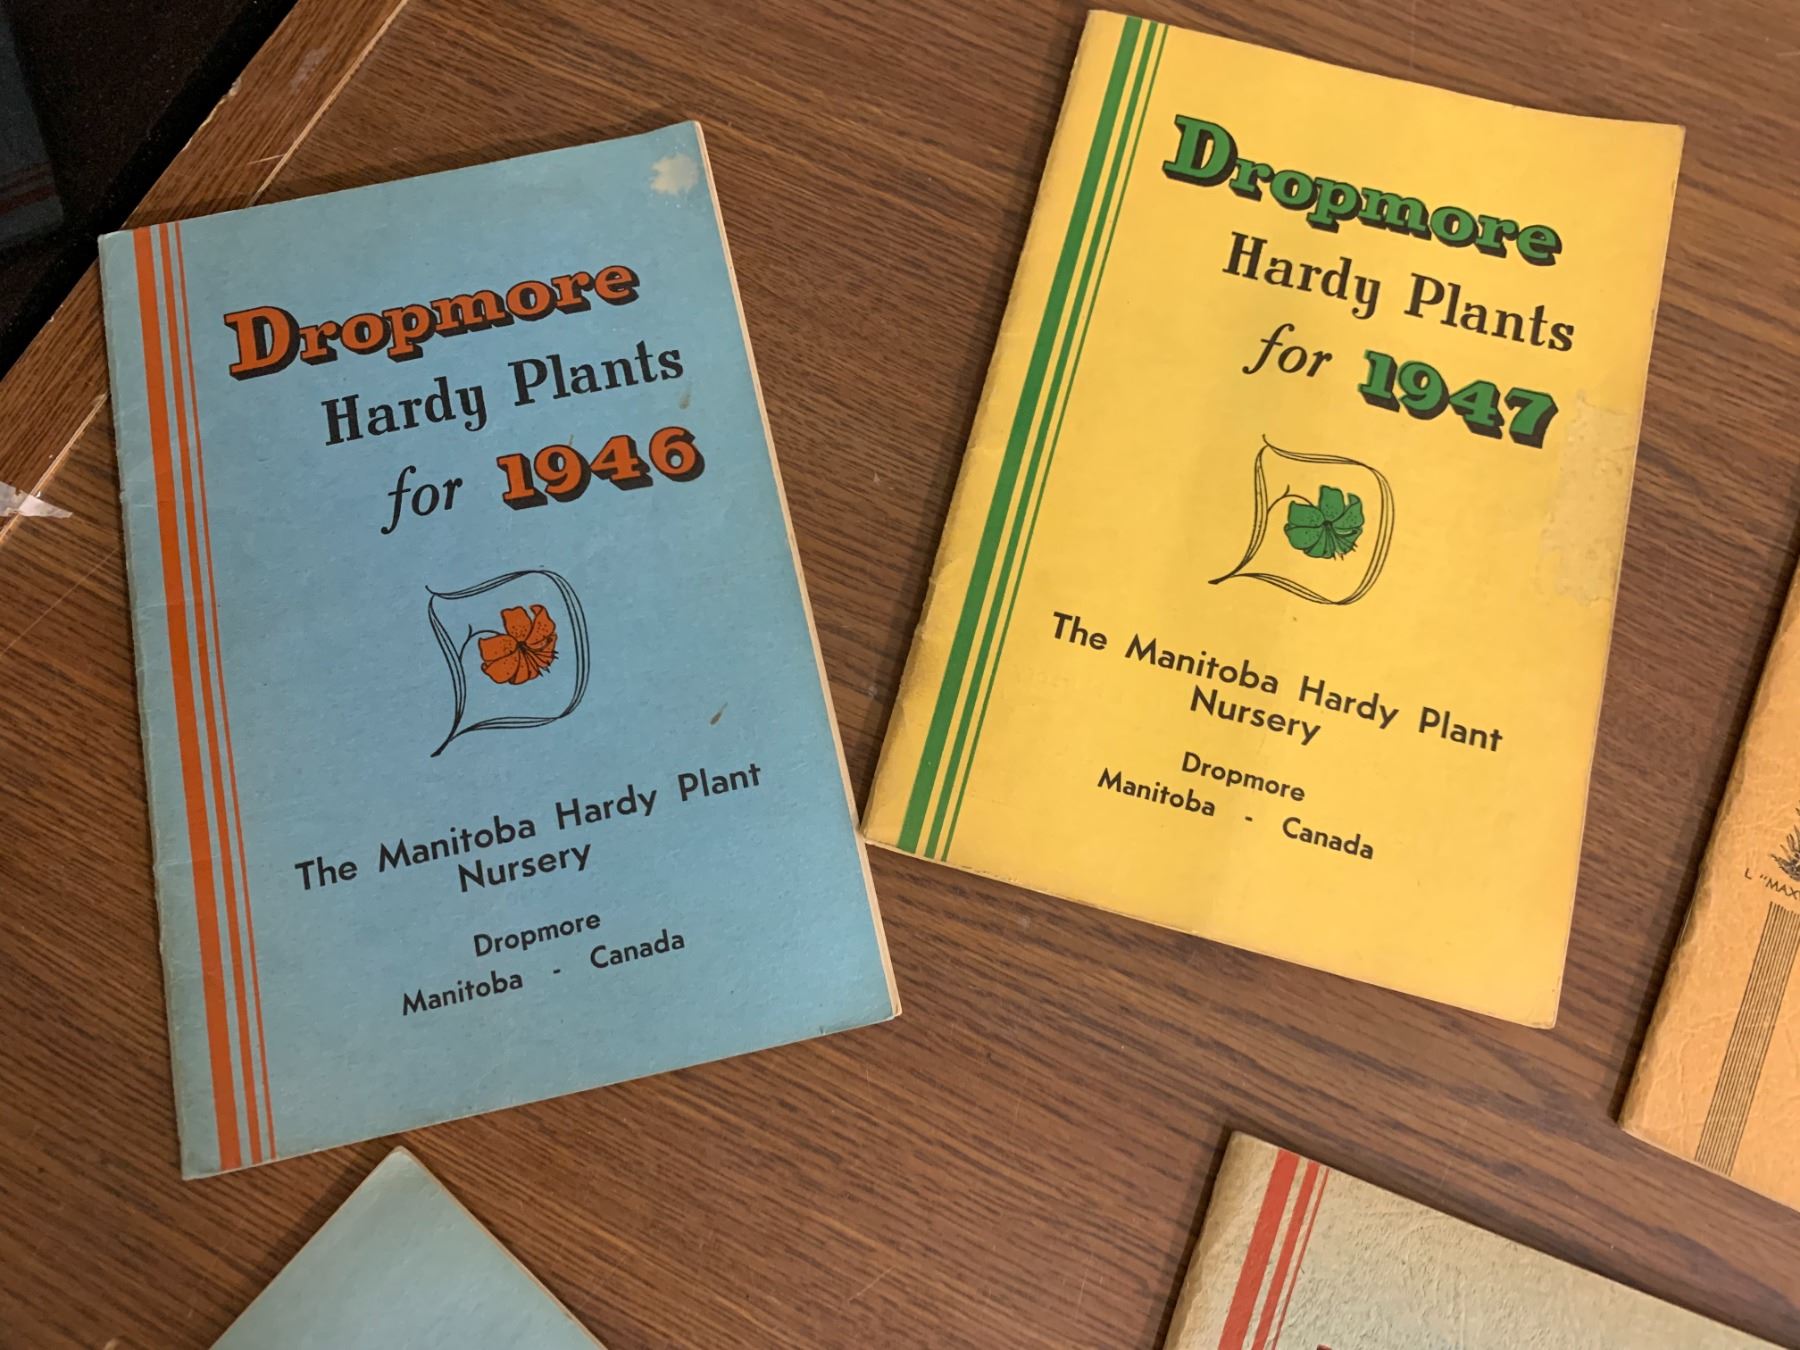 Dropmore
Hardy Plants
for 1946
The Manitoba Hardy Plant
Nursery
Dropmore
Manitoba - Canada
Dropmore
Hardy Plants
for 1947
The Manitoba Hardy Plant
Nursery
Dropmore
Manitoba - Canada